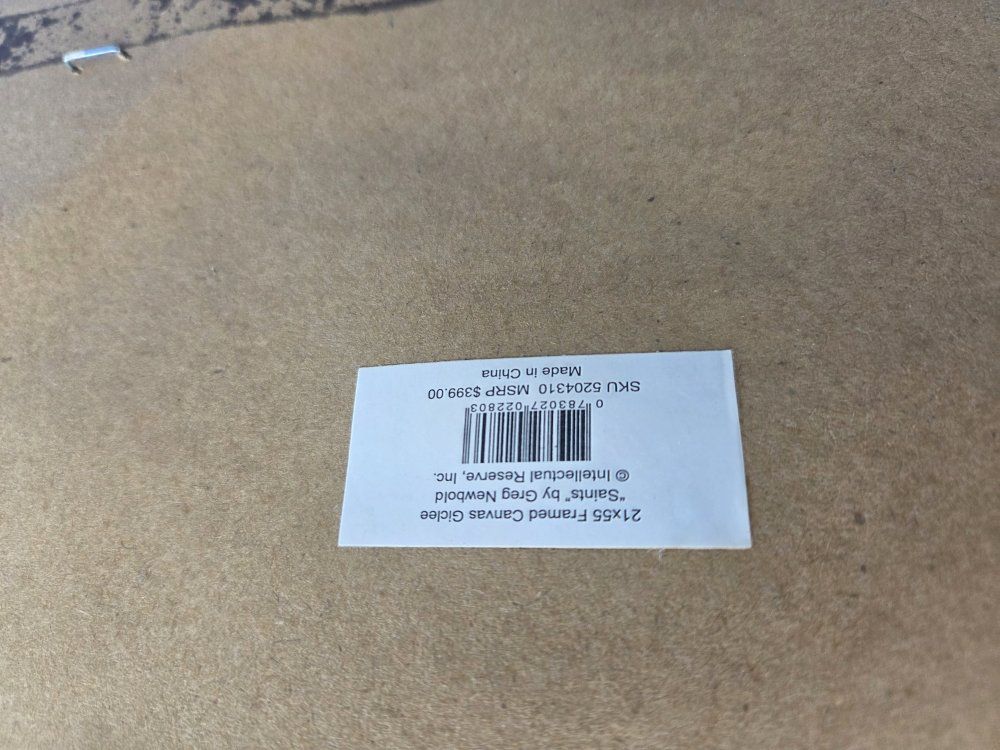 21x55 Framed Canvas Giclee
"Saints" by Greg Newbold
© Intellectual Reserve, Inc.
0 783027 022803
SKU 5204310 MSRP $399.00
Made in China